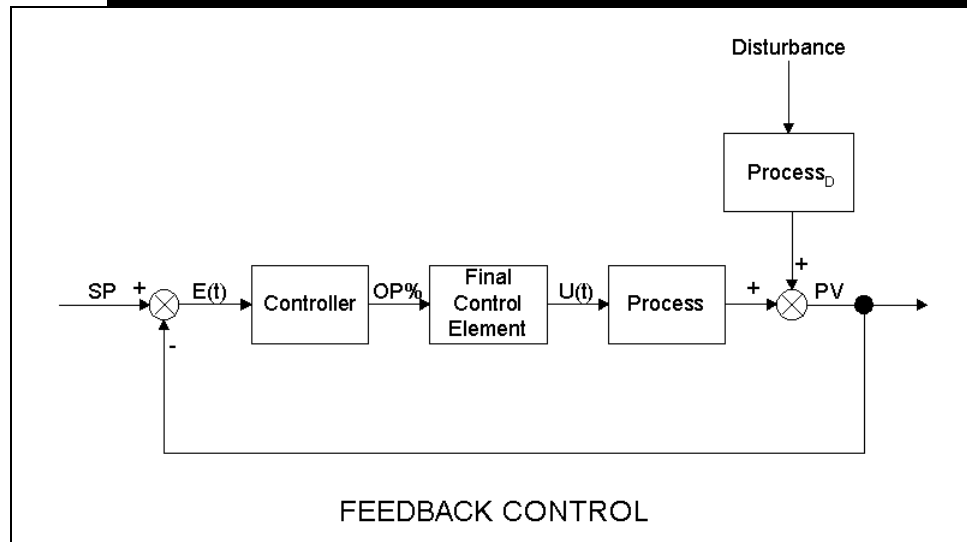 Disturbance
Process_D
+
SP + E(t) Controller OP% Final Control Element U(t) Process + PV
-
FEEDBACK CONTROL